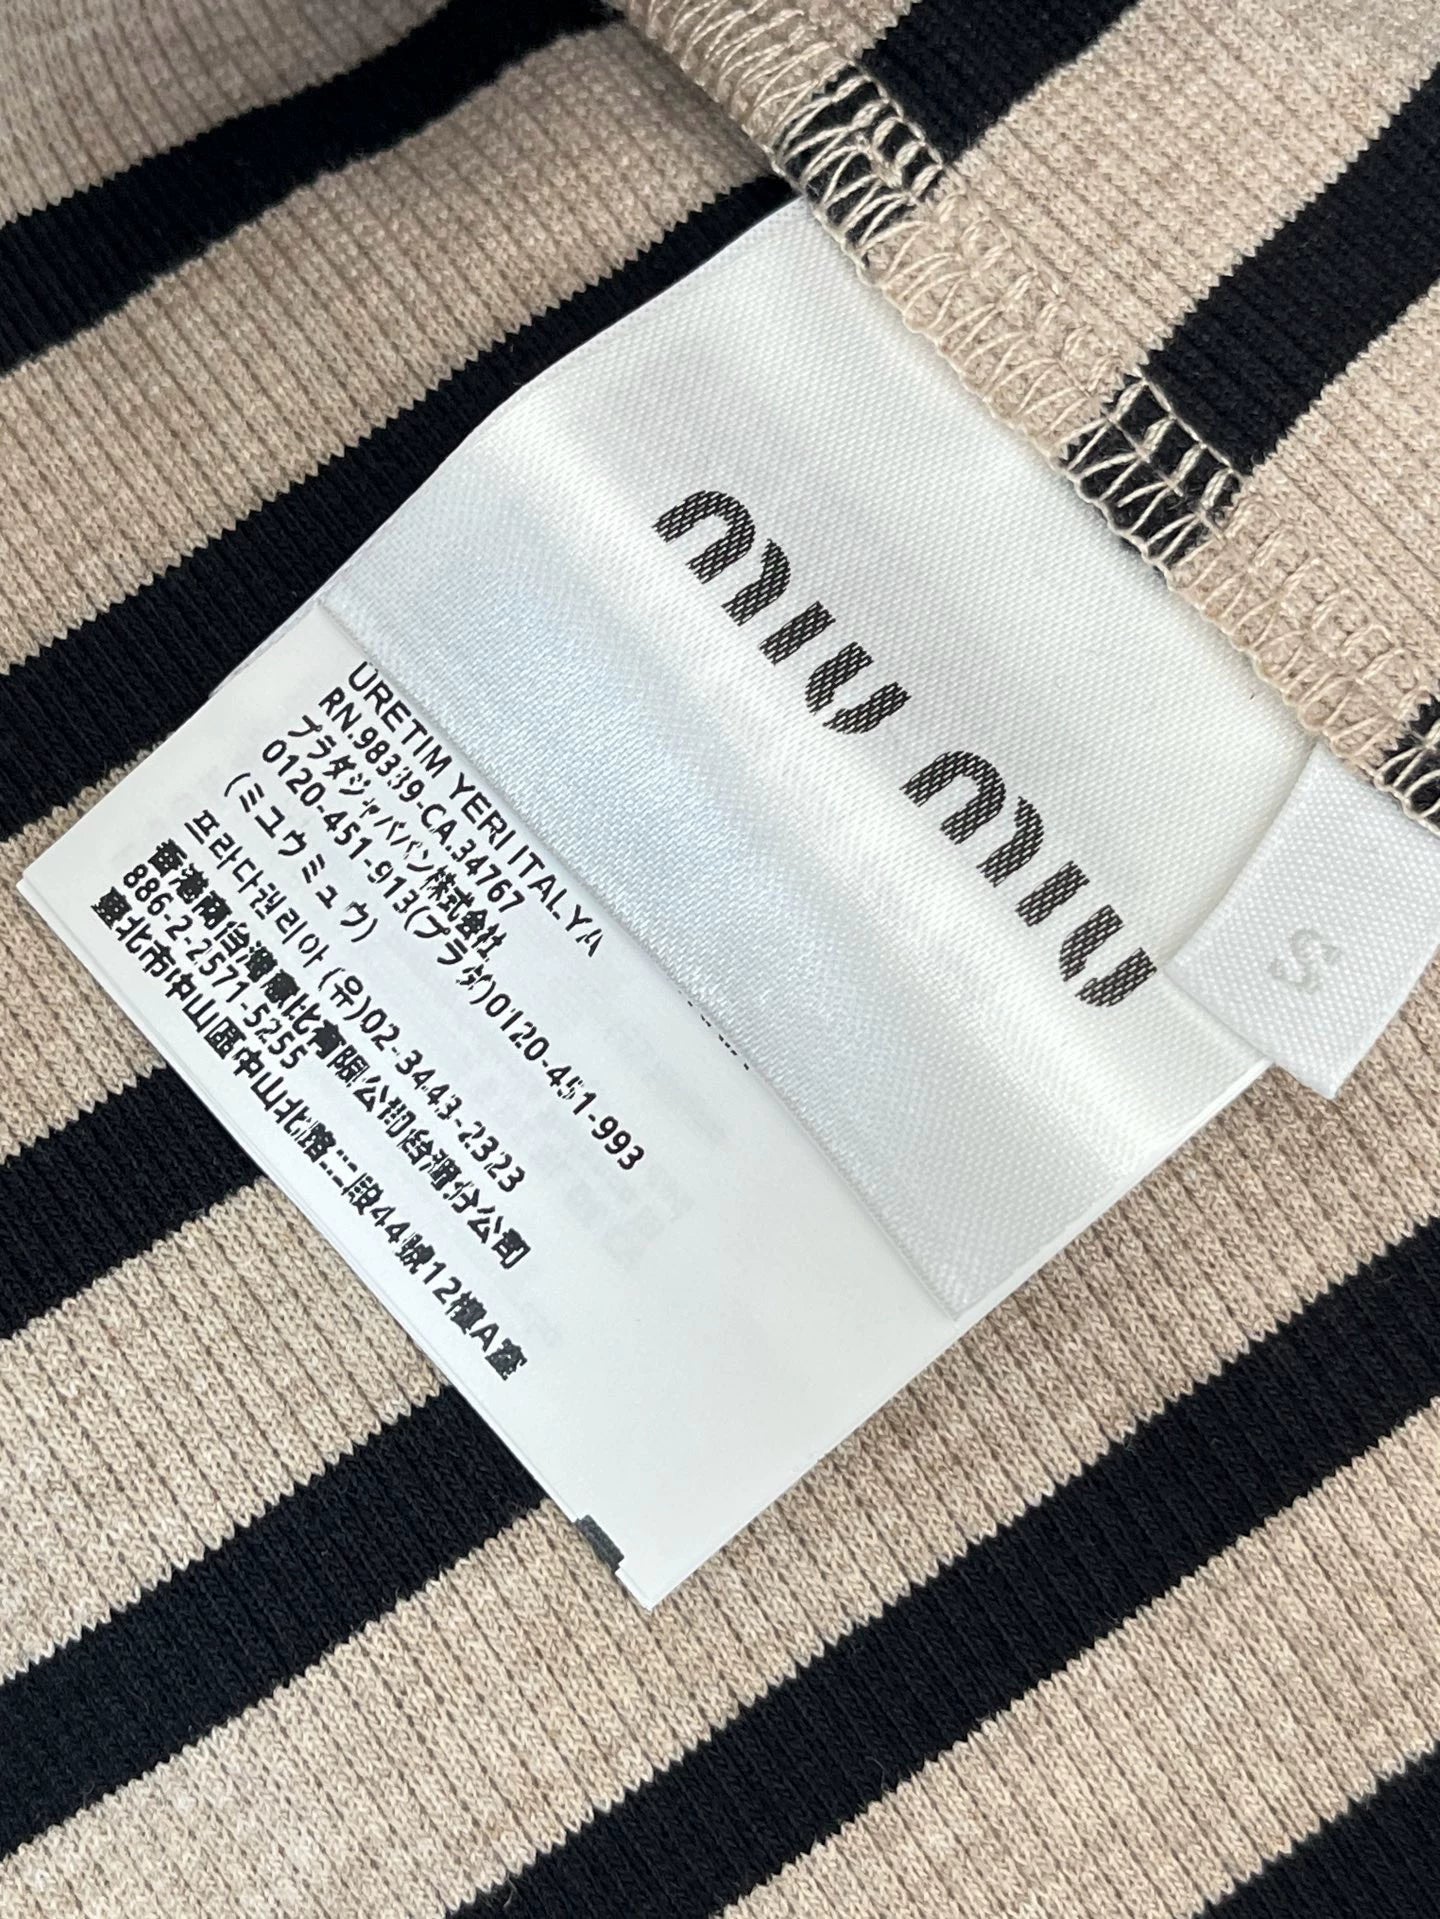 miu miu
S
URETIM YERI ITALYA
RN.98339-CA.34767
プラダジャパン株式会社
0120-451-913(プラダ)0120-451-993
(ミユウミュウ)
프라다코리아 (유)02-3443-2323
香港商台灣普比有限公司台灣分公司
886-2-2571-5255
臺北市中山區中山北路二段44號12樓A室